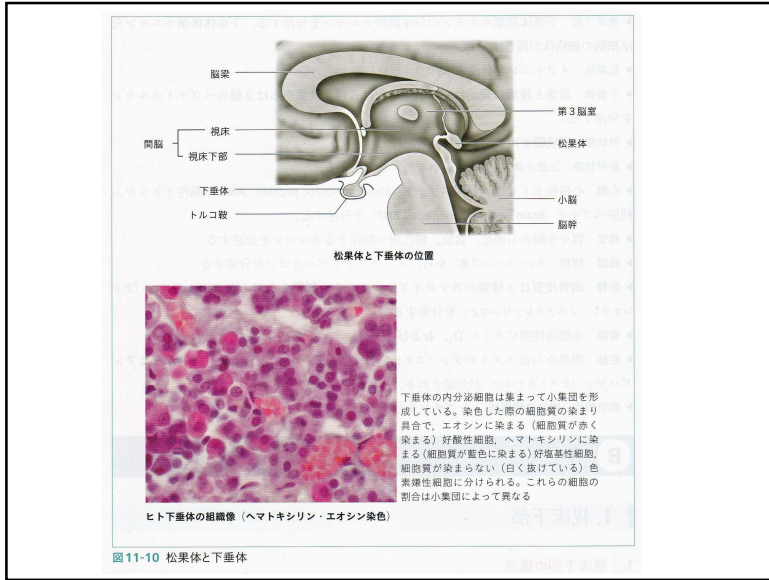 脳梁
第3脳室
間脳
視床
視床下部
松果体
下垂体
小脳
トルコ鞍
脳幹
松果体と下垂体の位置
下垂体の内分泌細胞は集まって小集団を形
成している。染色した際の細胞質の染まり
具合で,エオシンに染まる(細胞質が赤く
染まる)好酸性細胞,ヘマトキシリンに染
まる(細胞質が藍色に染まる)好塩基性細胞,
細胞質が染まらない(白く抜けている)色
素嫌性細胞に分けられる。これらの細胞の
割合は小集団によって異なる
ヒト下垂体の組織像(ヘマトキシリン・エオシン染色)
図11-10 松果体と下垂体